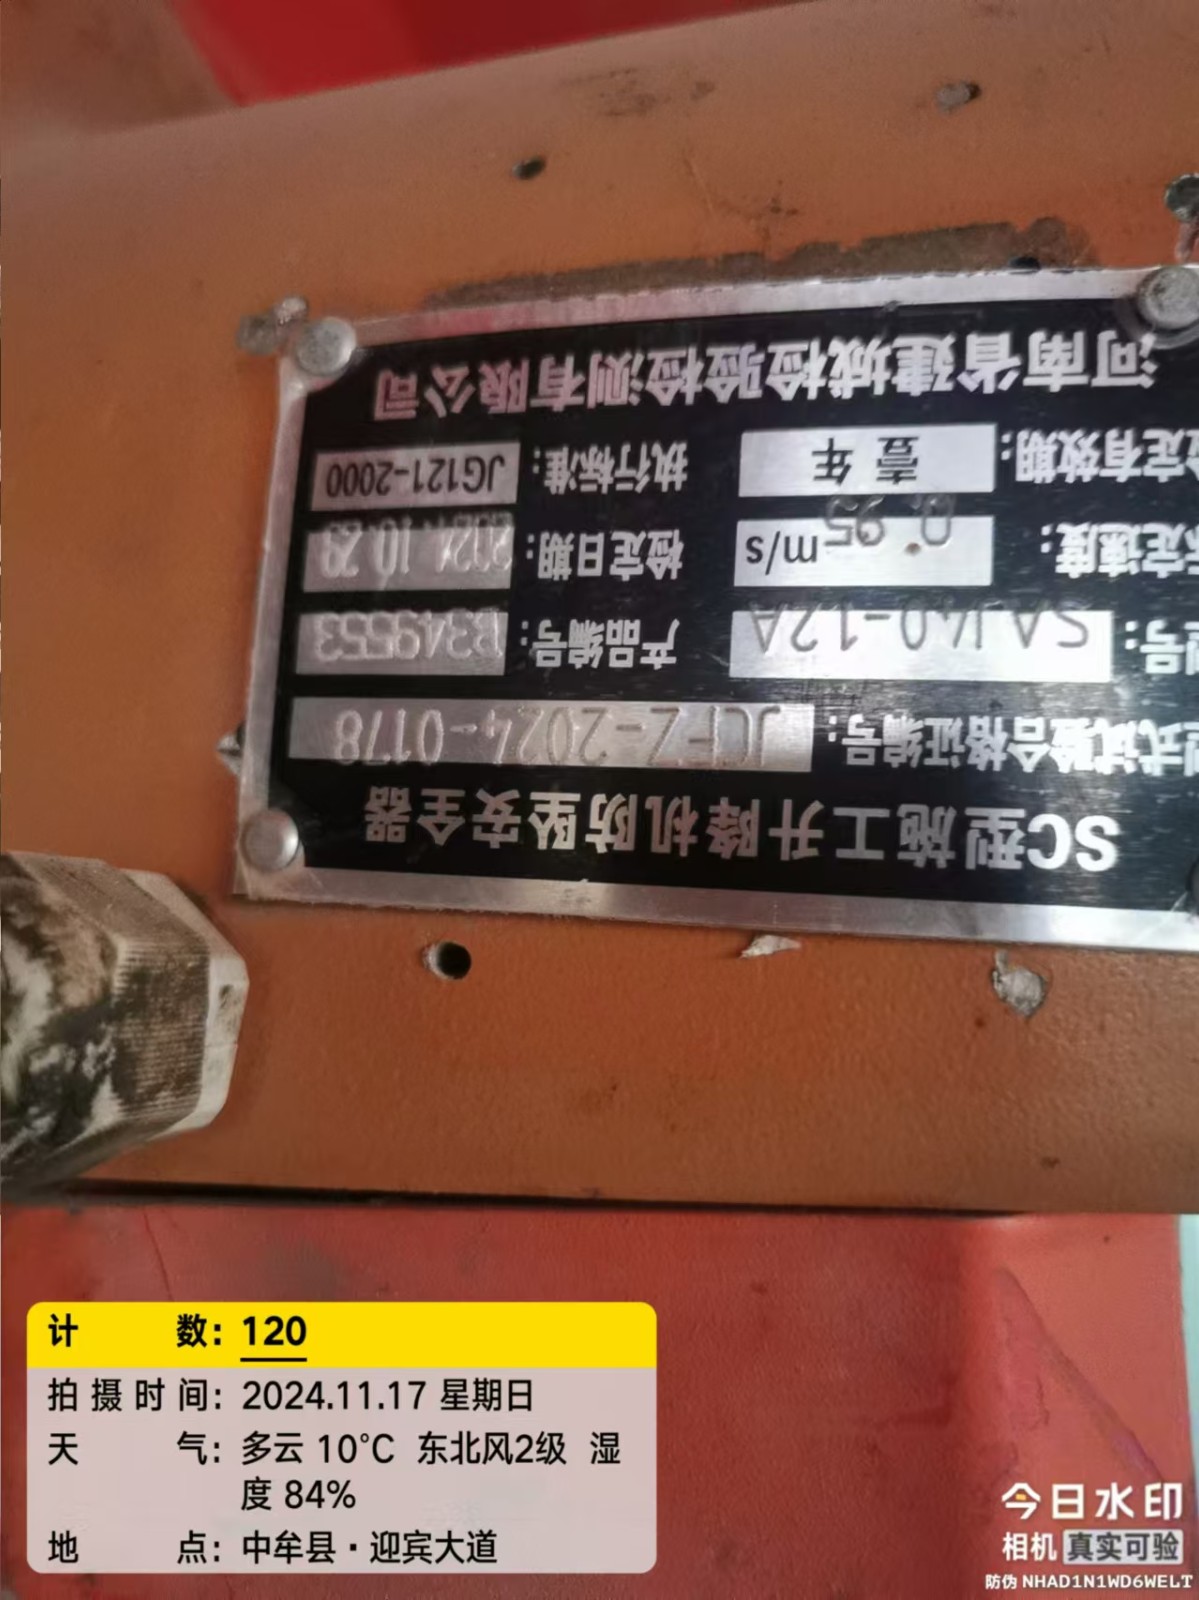 SC型施工升降机防坠安全器
型式试验合格证编号: JCFZ-2024-0178
型号: SAJ40-1.2A 产品编号:
标定速度: 0.95 m/s 检定日期: 2024.10.29
检定有效期: 壹年 执行标准: JG121-2000
河南省建城检验检测有限公司
计数: 120
拍摄时间: 2024.11.17 星期日
天气: 多云 10℃ 东北风2级 湿
度 84%
地点: 中牟县·迎宾大道
今日水印
相机 真实可验
防伪 NHAD1N1WD6WELT